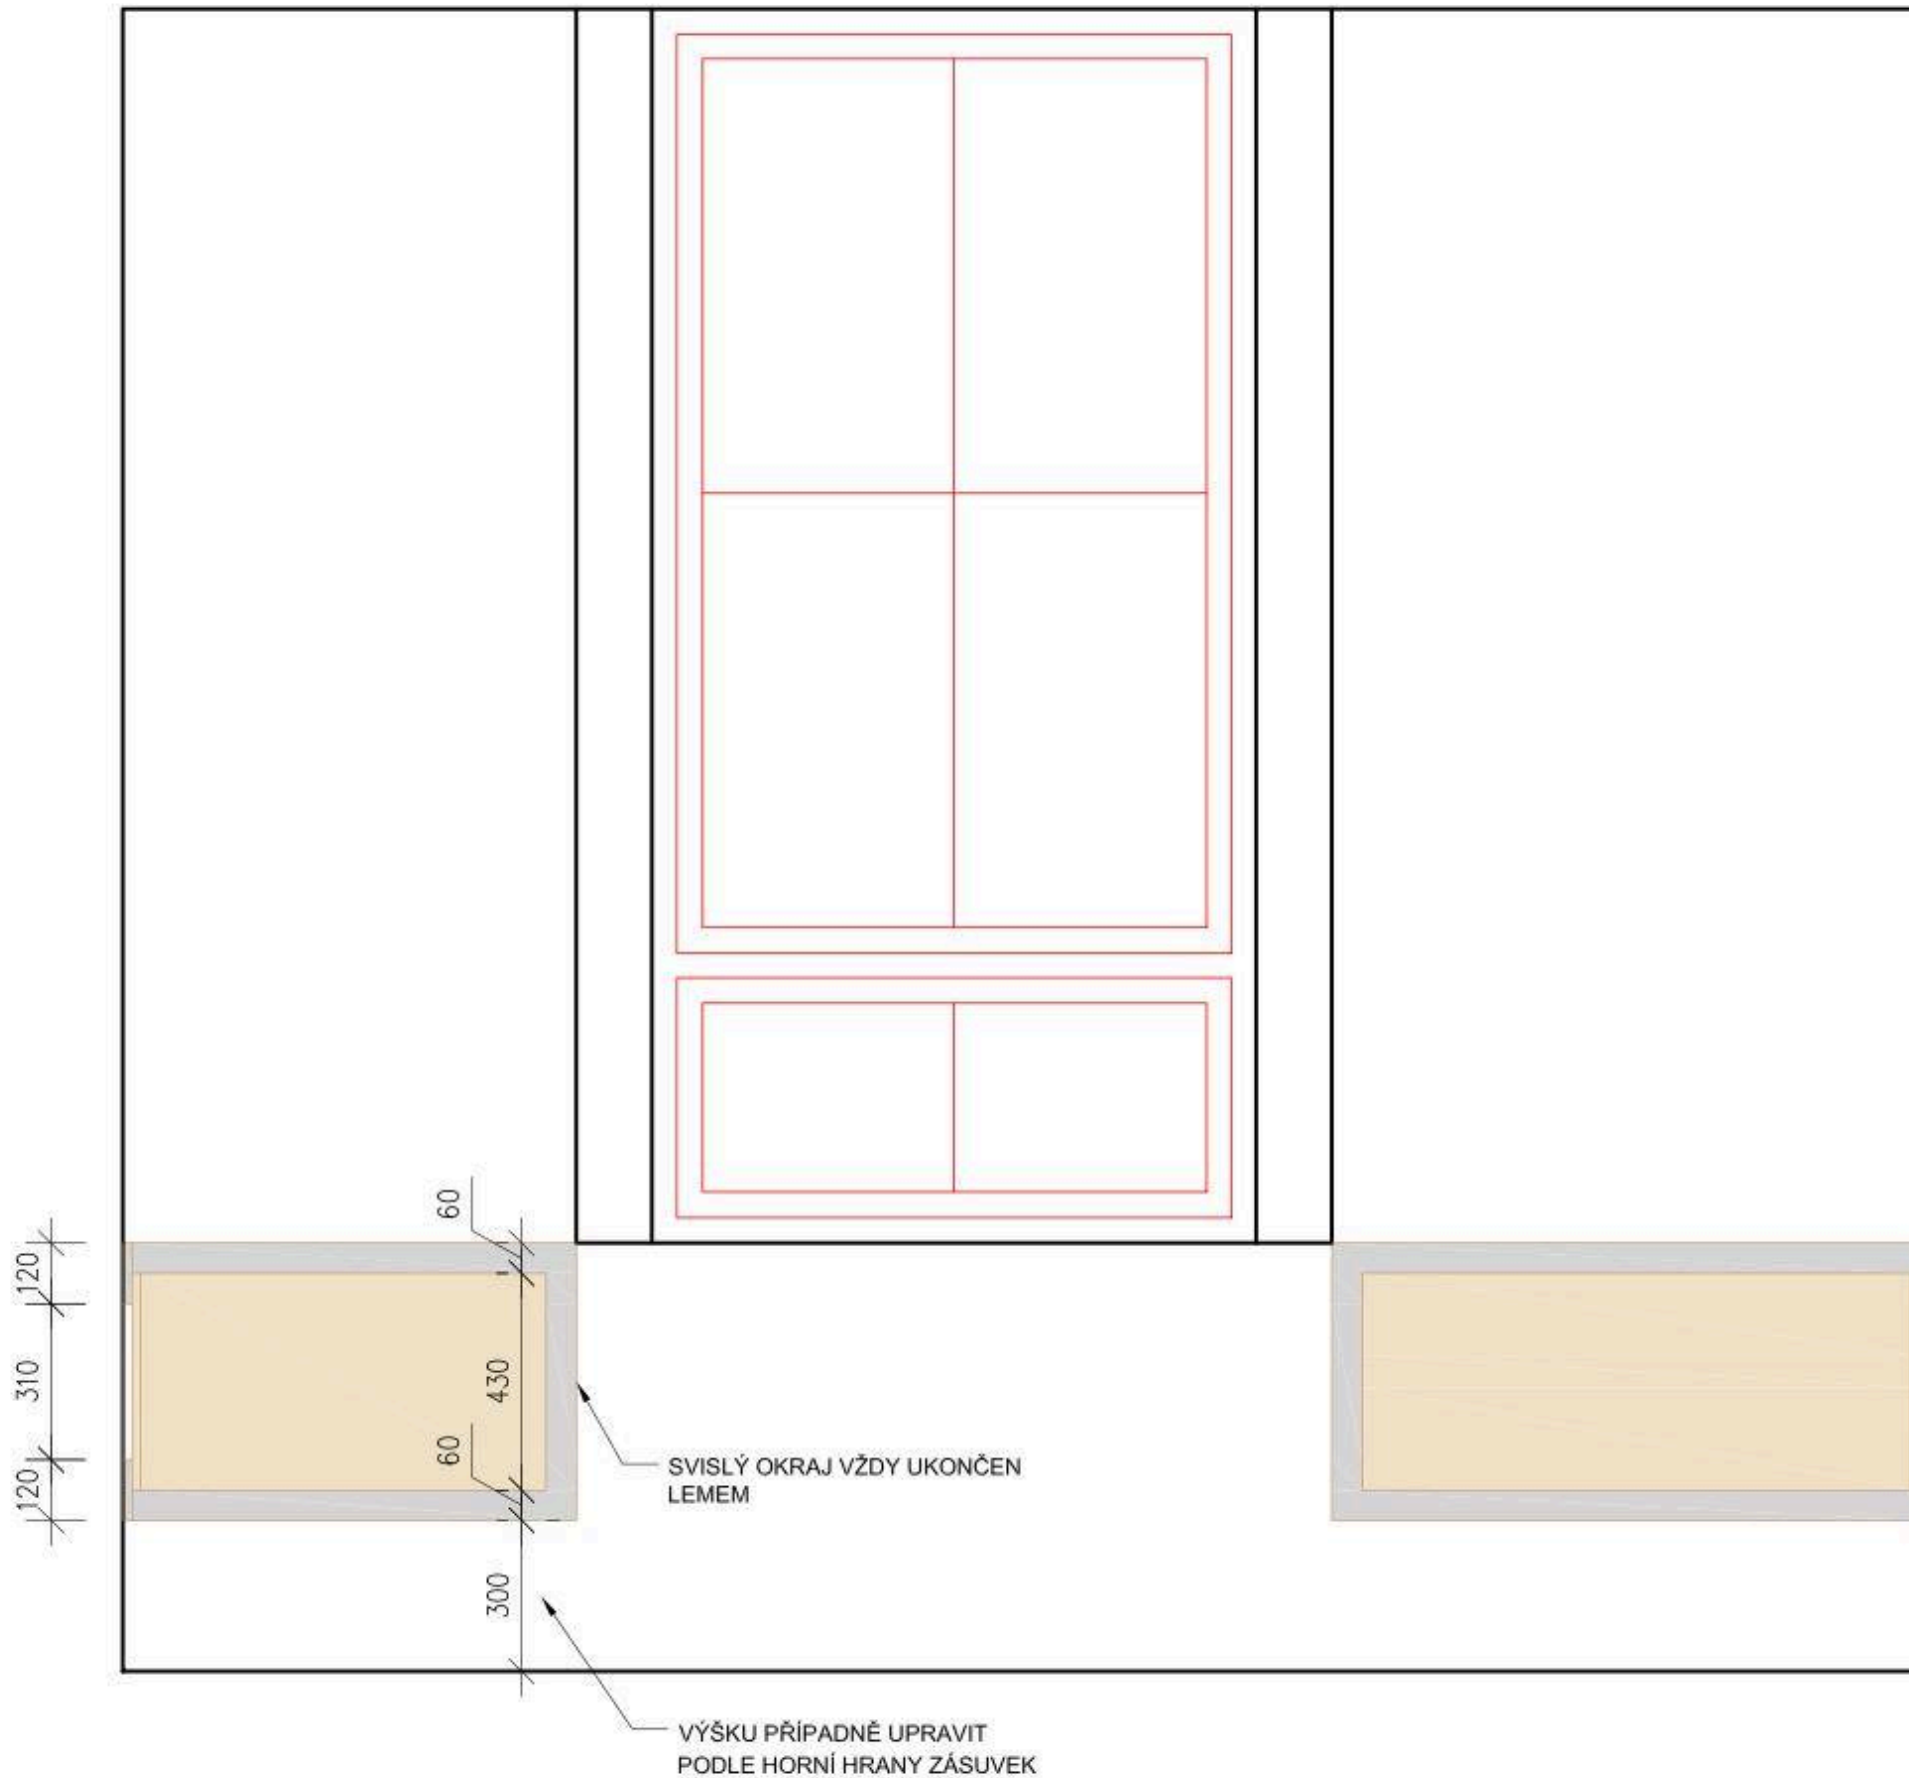 60
120
310
430
60
120
SVISLÝ OKRAJ VŽDY UKONČEN
LEMEM
300
VÝŠKU PŘÍPADNĚ UPRAVIT
PODLE HORNÍ HRANY ZÁSUVEK